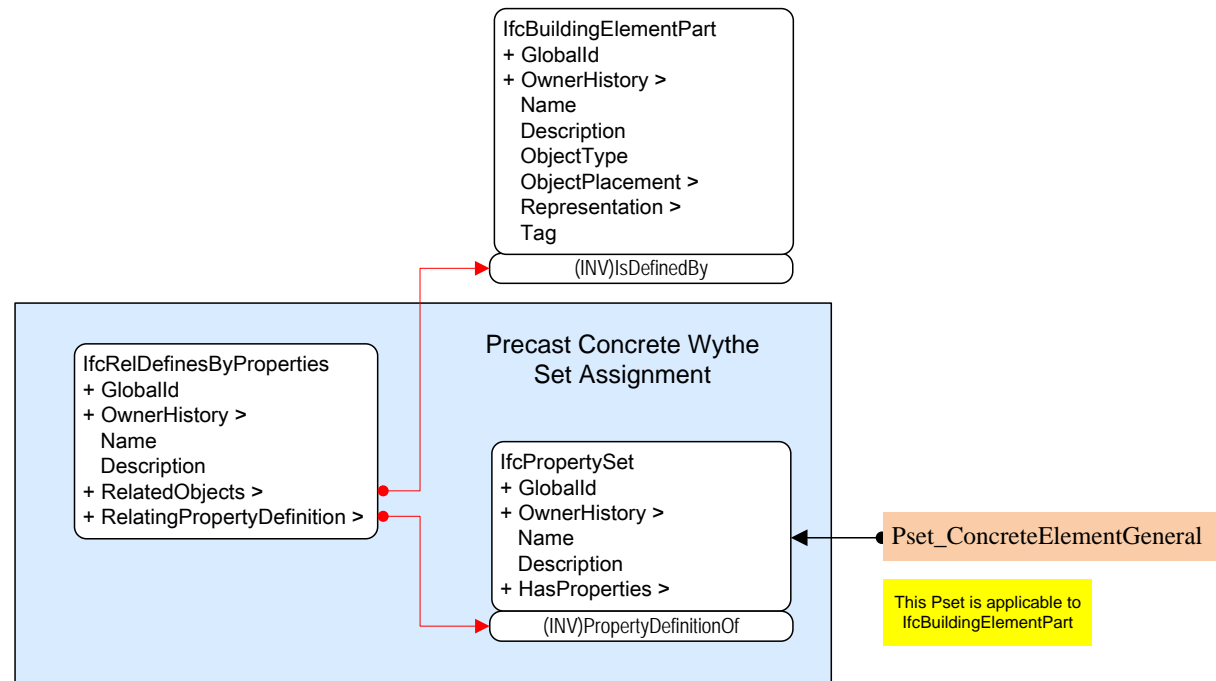 IfcBuildingElementPart
+ GlobalId
+ OwnerHistory >
Name
Description
ObjectType
ObjectPlacement >
Representation >
Tag
(INV)IsDefinedBy
Precast Concrete Wythe
Set Assignment
IfcRelDefinesByProperties
+ GlobalId
+ OwnerHistory >
Name
Description
+ RelatedObjects >
+ RelatingPropertyDefinition >
IfcPropertySet
+ GlobalId
+ OwnerHistory >
Name
Description
+ HasProperties >
(INV)PropertyDefinitionOf
Pset_ConcreteElementGeneral
This Pset is applicable to
IfcBuildingElementPart